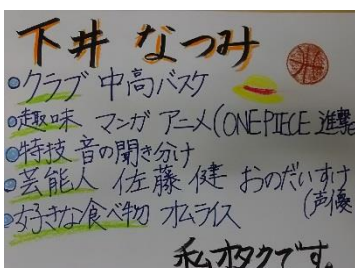 下井 なつみ
クラブ 中高バスケ
趣味 マンガ アニメ(ONE PIECE 進撃
特技 音の聞き分け
芸能人 佐藤 健 おのだいすけ
(声優
好きな食べ物 オムライス
私オタクです。